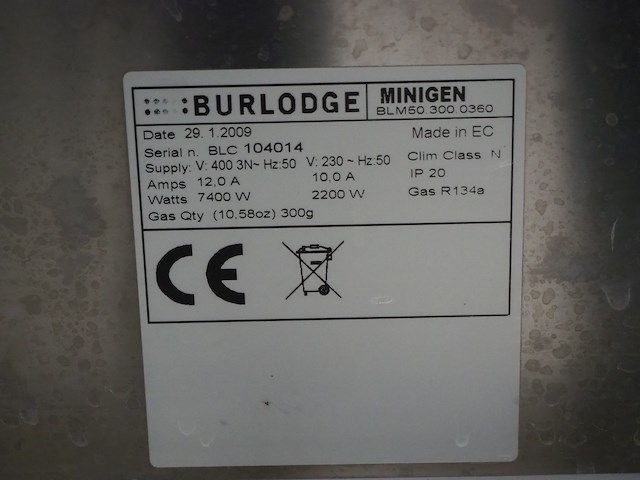 BURLODGE MINIGEN
BLM50.300.0360
Date 29.1.2009 Made in EC
Serial n. BLC 104014
Supply: V: 400 3N~ Hz:50 V: 230 ~ Hz:50 Clim Class N
Amps 12,0 A 10,0 A IP 20
Watts 7400 W 2200 W Gas R134a
Gas Qty (10,58oz) 300g
CE